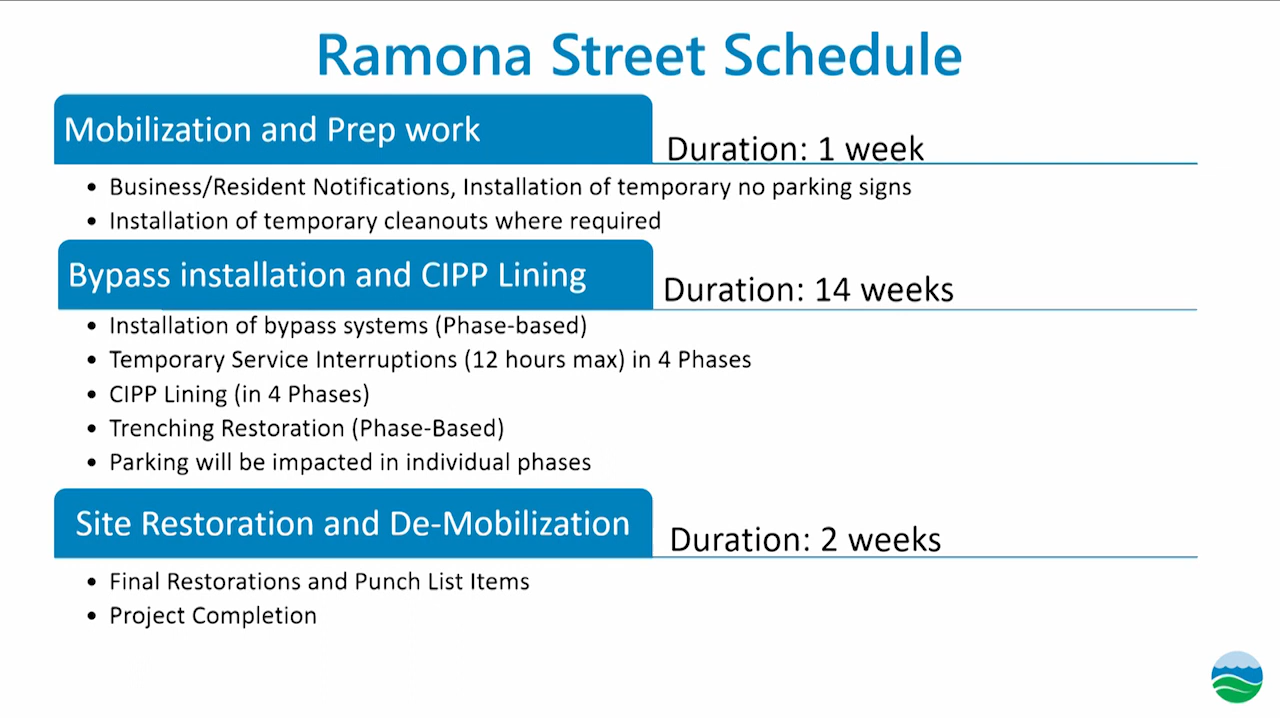 Ramona Street Schedule
Mobilization and Prep work
Duration: 1 week
• Business/Resident Notifications, Installation of temporary no parking signs
• Installation of temporary cleanouts where required
Bypass installation and CIPP Lining
Duration: 14 weeks
• Installation of bypass systems (Phase-based)
• Temporary Service Interruptions (12 hours max) in 4 Phases
• CIPP Lining (in 4 Phases)
• Trenching Restoration (Phase-Based)
• Parking will be impacted in individual phases
Site Restoration and De-Mobilization
Duration: 2 weeks
• Final Restorations and Punch List Items
• Project Completion